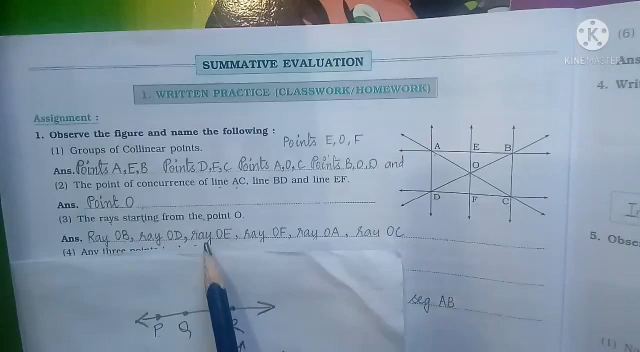 SUMMATIVE EVALUATION
1. WRITTEN PRACTICE [CLASSWORK/HOMEWORK]
Assignment :
1. Observe the figure and name the following :
(1) Groups of Collinear points.
Points E, O, F
Ans. Points A, E, B Points D, F, C Points A, O, C Points B, O, D and
(2) The point of concurrence of line AC, line BD and line EF.
Ans. Point O
(3) The rays starting from the point O.
Ans. Ray OB, ray OD, ray OE, ray OF, ray OA, ray OC
(4) Any three
A E B
O
D F C
seg AB
P Q R
KINEMASTER
(6)
Ans
4. Wri
5. Obse
(1)